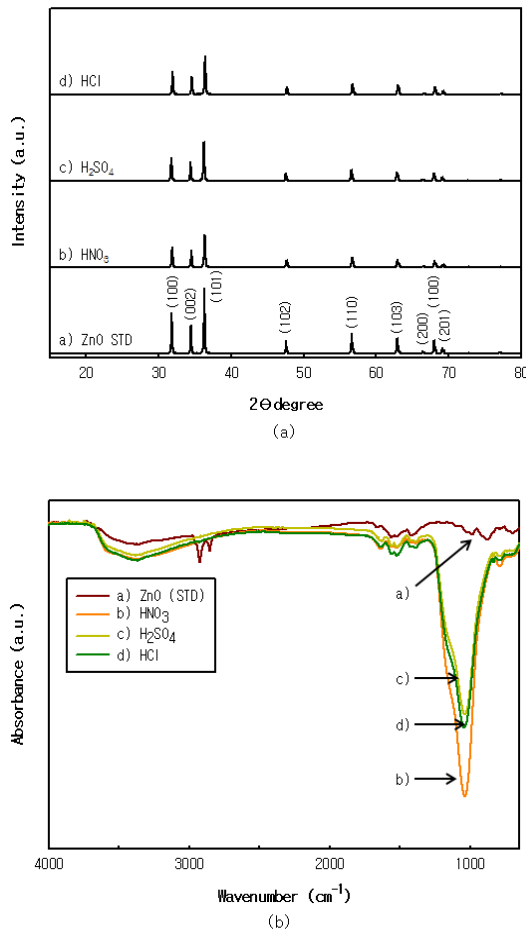 Intensity (a.u.)
d) HCl
c) H₂SO₄
b) HNO₃
a) ZnO STD
(100)
(002)
(101)
(102)
(110)
(103)
(200)
(100)
(201)
20 30 40 50 60 70 80
2Θ degree
(a)
Absorbance (a.u.)
a) ZnO (STD)
b) HNO₃
c) H₂SO₄
d) HCl
a)
c)
d)
b)
4000 3000 2000 1000
Wavenumber (cm⁻¹)
(b)